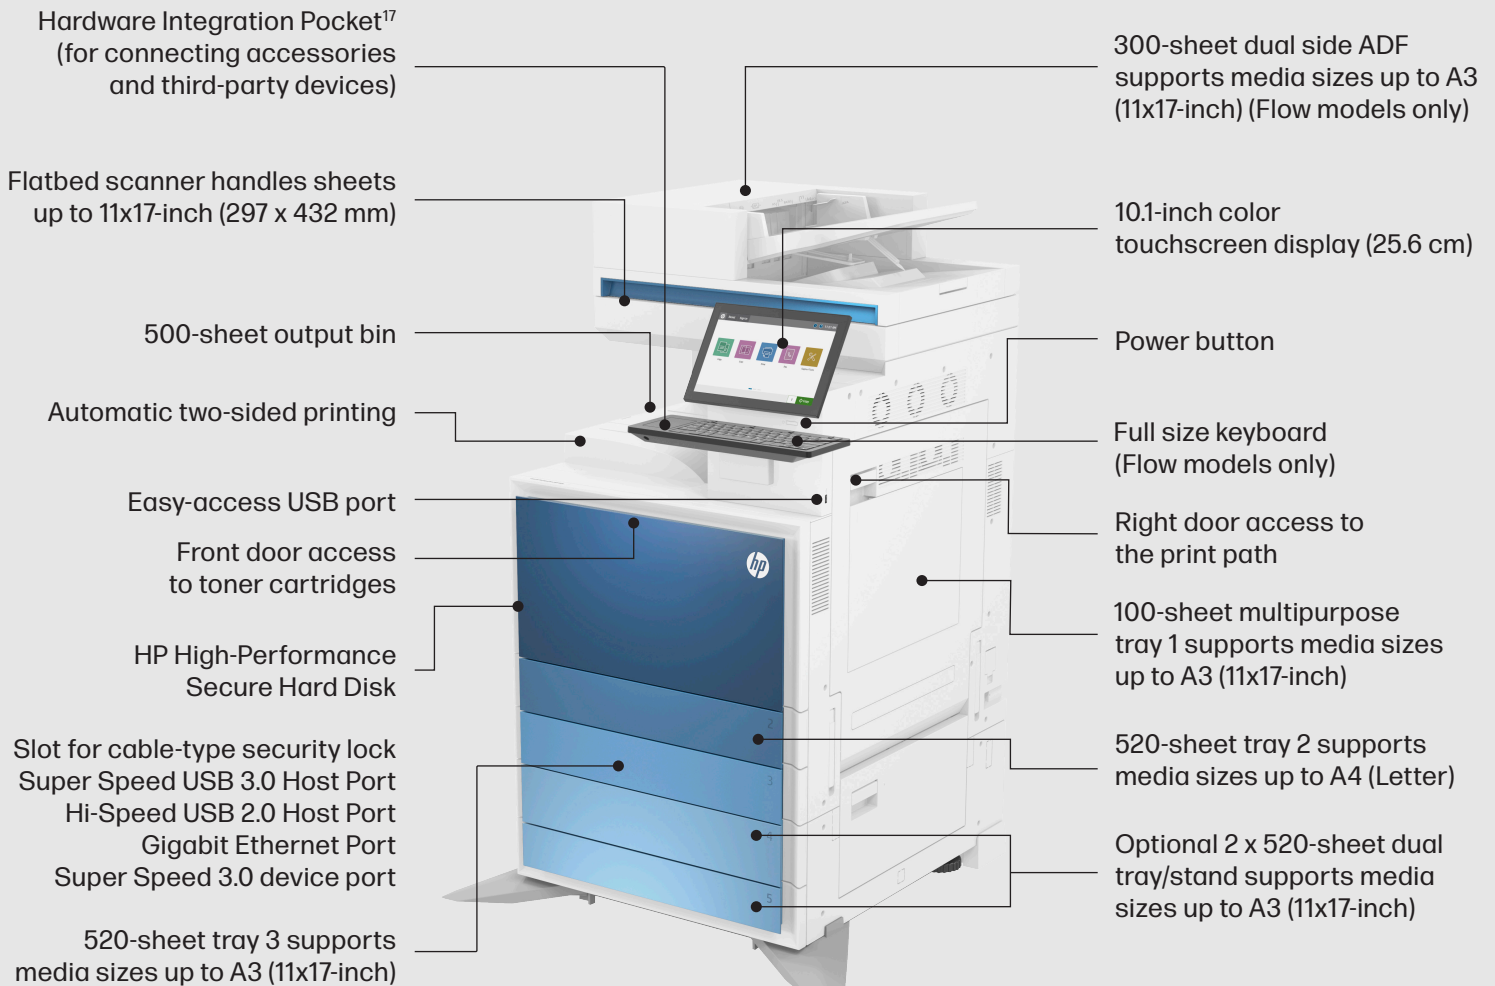 Hardware Integration Pocket¹⁷
(for connecting accessories
and third-party devices)
Flatbed scanner handles sheets
up to 11x17-inch (297 x 432 mm)
500-sheet output bin
Automatic two-sided printing
Easy-access USB port
Front door access
to toner cartridges
HP High-Performance
Secure Hard Disk
Slot for cable-type security lock
Super Speed USB 3.0 Host Port
Hi-Speed USB 2.0 Host Port
Gigabit Ethernet Port
Super Speed 3.0 device port
520-sheet tray 3 supports
media sizes up to A3 (11x17-inch)
300-sheet dual side ADF
supports media sizes up to A3
(11x17-inch) (Flow models only)
10.1-inch color
touchscreen display (25.6 cm)
Power button
Full size keyboard
(Flow models only)
Right door access to
the print path
100-sheet multipurpose
tray 1 supports media sizes
up to A3 (11x17-inch)
520-sheet tray 2 supports
media sizes up to A4 (Letter)
Optional 2 x 520-sheet dual
tray/stand supports media
sizes up to A3 (11x17-inch)
hp
2
3
4
5